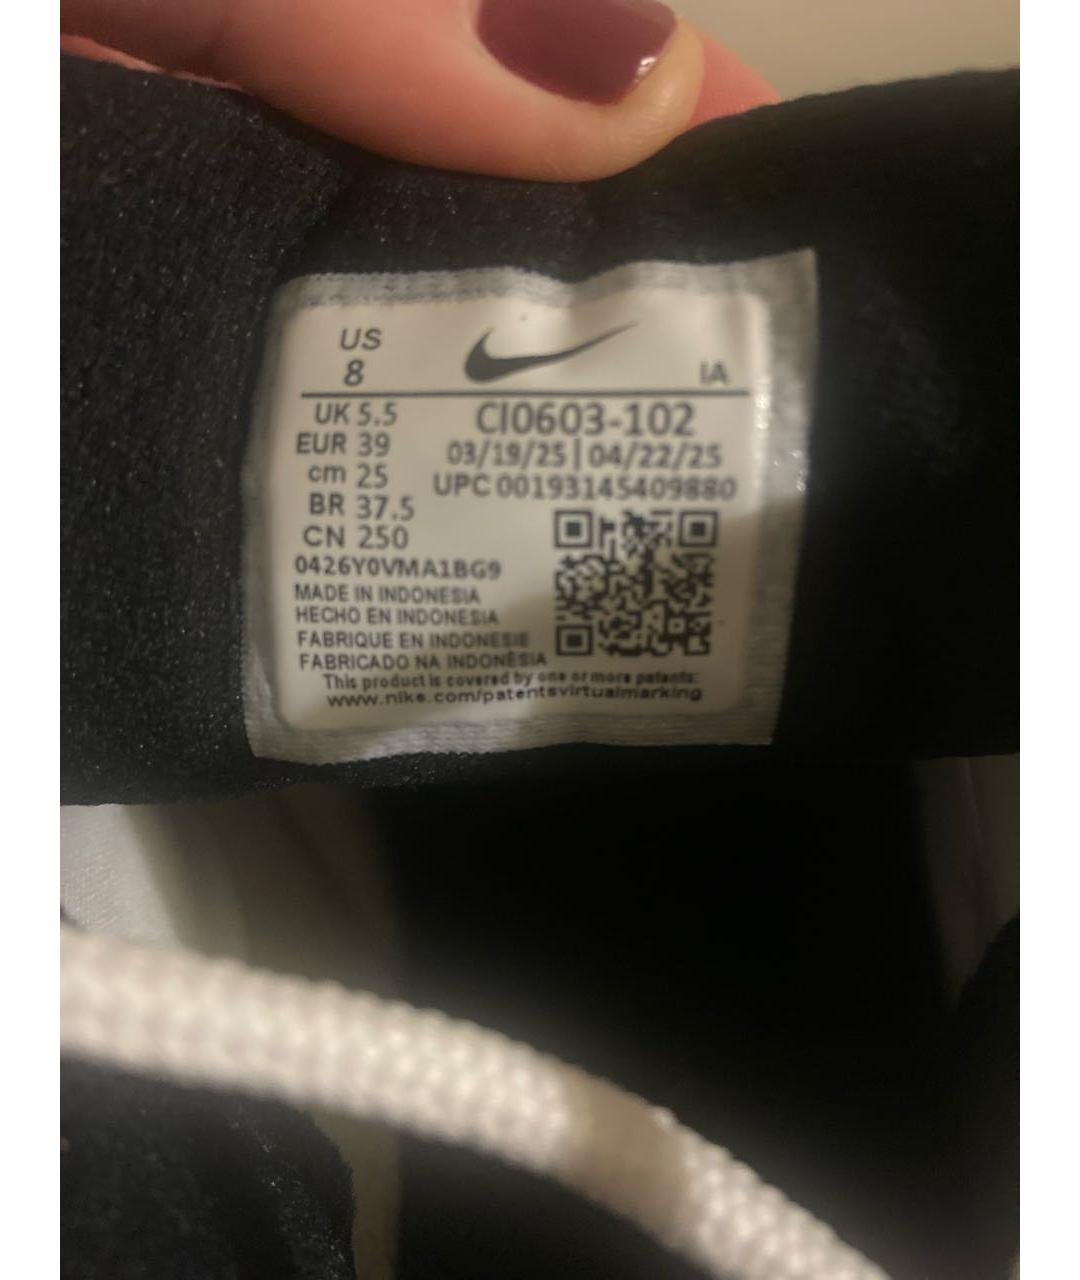 US
8
IA
UK 5.5
EUR 39
cm 25
BR 37.5
CN 250
CI0603-102
03/19/25 | 04/22/25
UPC 00193145409880
0426Y0VMA1BG9
MADE IN INDONESIA
HECHO EN INDONESIA
FABRIQUE EN INDONESIE
FABRICADO NA INDONÉSIA
This product is covered by one or more patents:
www.nike.com/patentsvirtualmarking